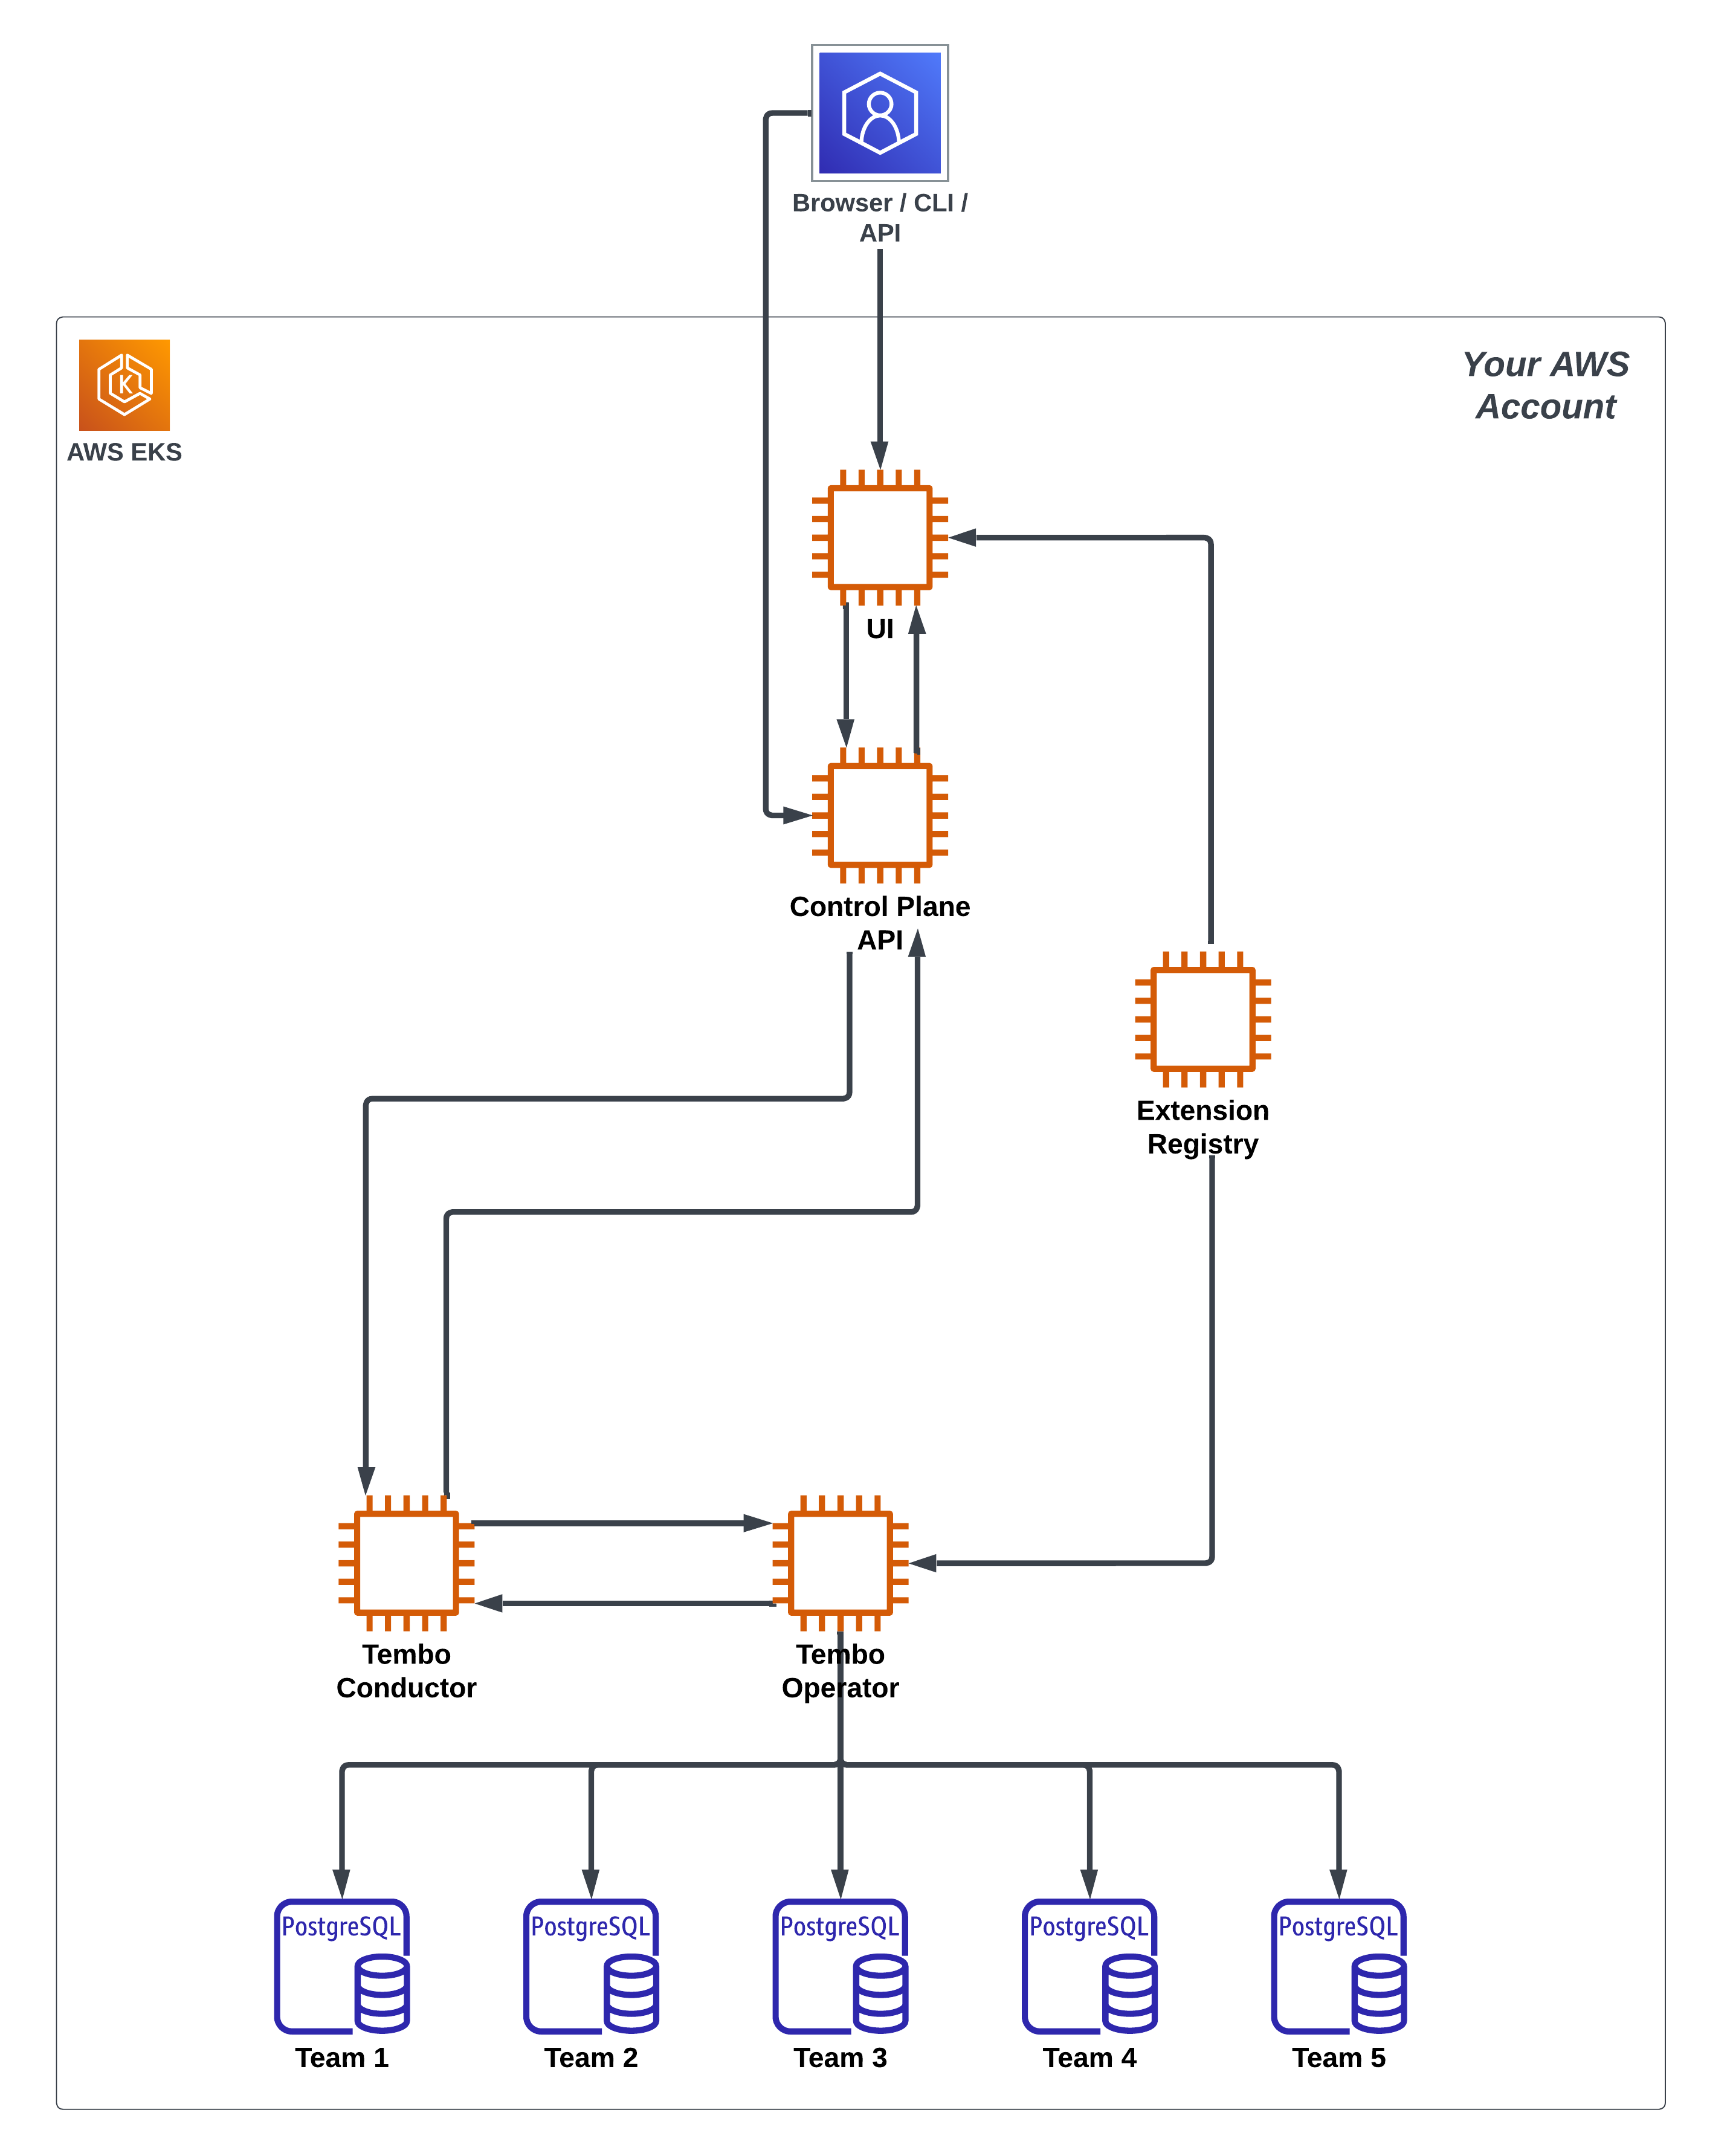 Browser / CLI /
API
Your AWS
Account
K
AWS EKS
UI
Control Plane
API
Extension
Registry
Tembo
Conductor
Tembo
Operator
PostgreSQL
PostgreSQL
PostgreSQL
PostgreSQL
PostgreSQL
Team 1
Team 2
Team 3
Team 4
Team 5